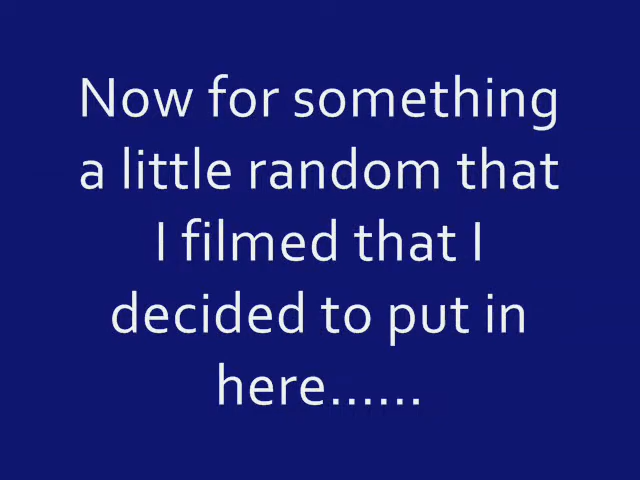 Now for something
a little random that
I filmed that I
decided to put in
here......